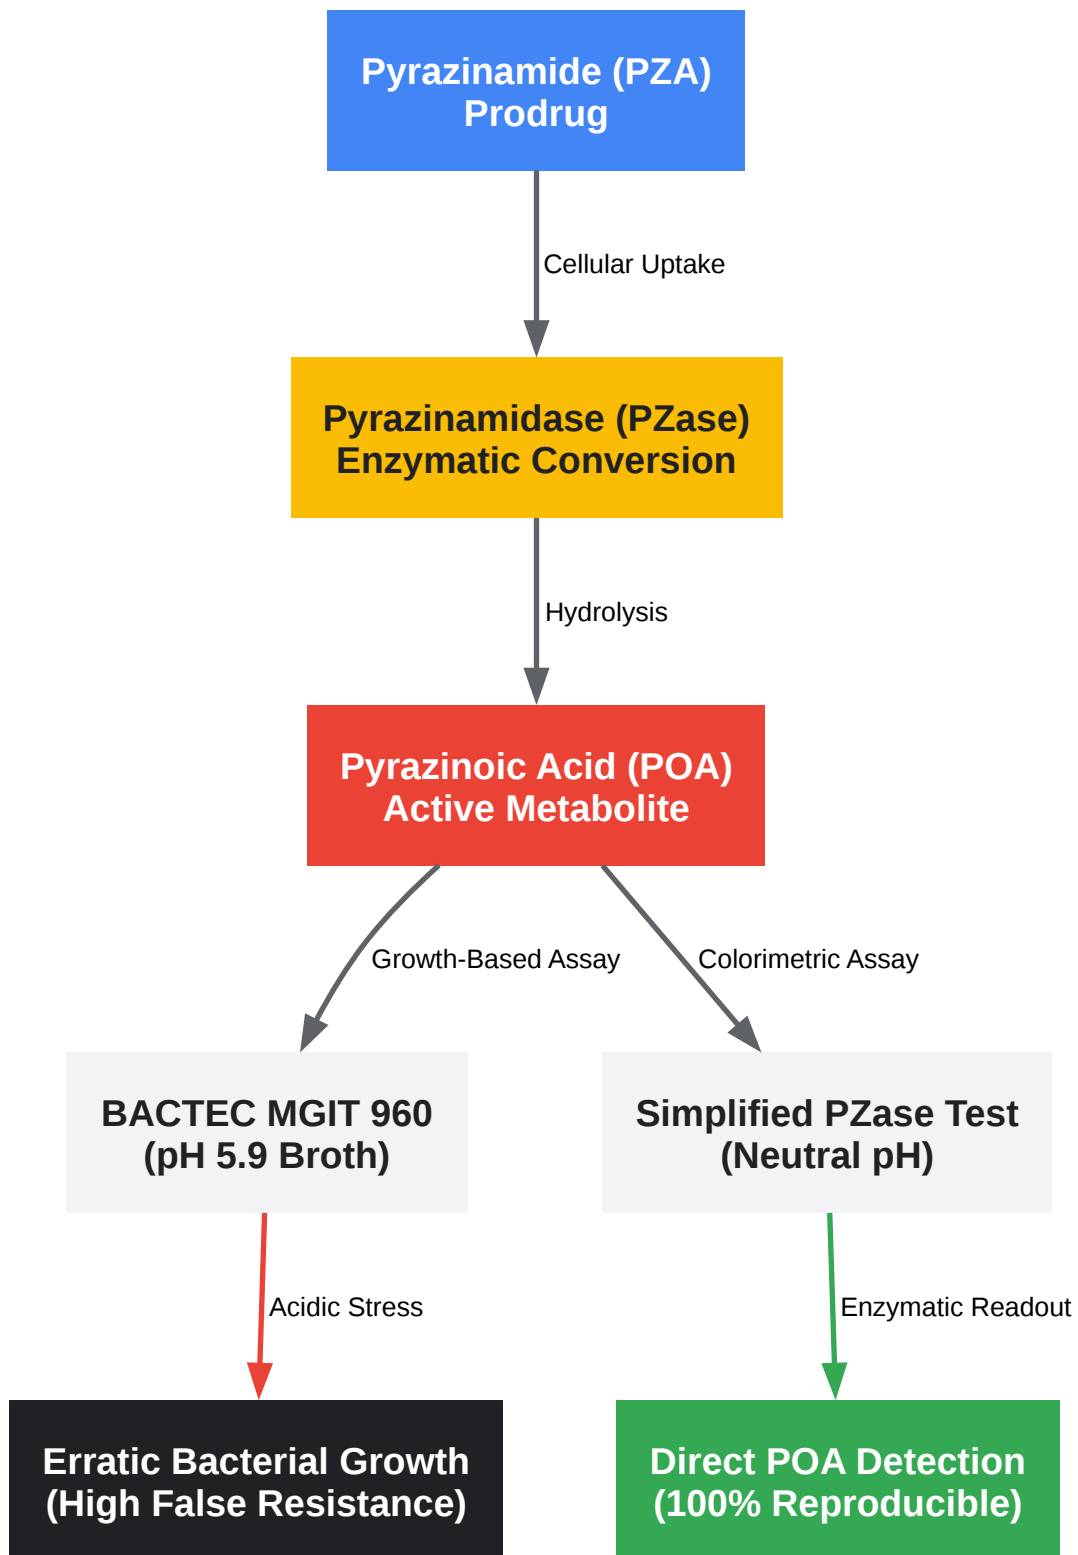 Pyrazinamide (PZA)
Prodrug
Cellular Uptake
Pyrazinamidase (PZase)
Enzymatic Conversion
Hydrolysis
Pyrazinoic Acid (POA)
Active Metabolite
Growth-Based Assay
Colorimetric Assay
BACTEC MGIT 960
(pH 5.9 Broth)
Simplified PZase Test
(Neutral pH)
Acidic Stress
Enzymatic Readout
Erratic Bacterial Growth
(High False Resistance)
Direct POA Detection
(100% Reproducible)